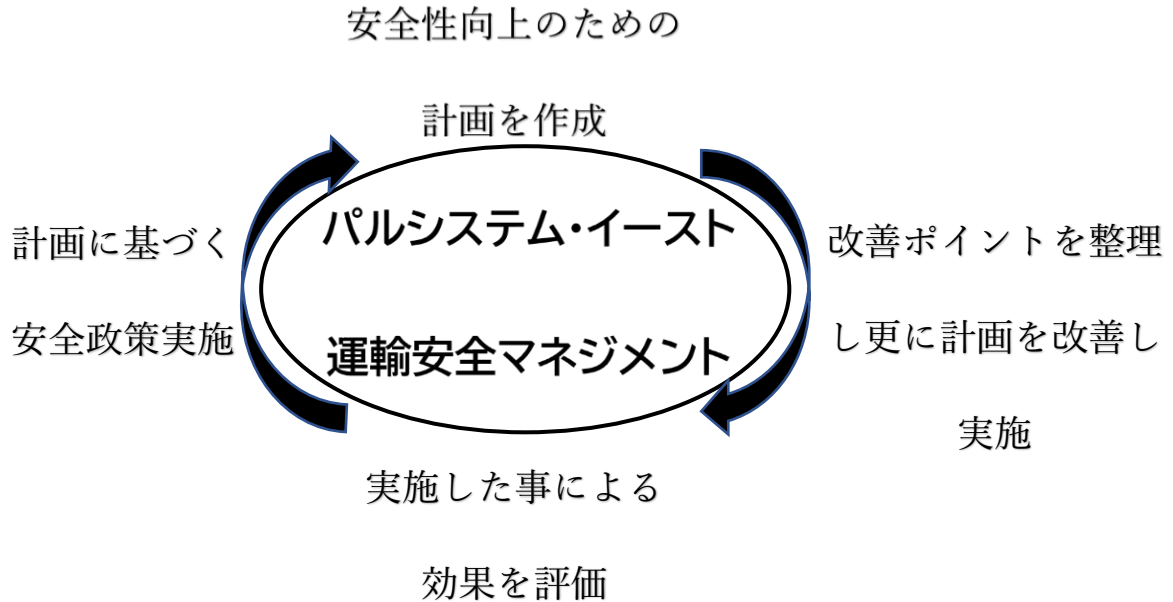 安全性向上のための
計画を作成
パルシステム・イースト
運輸安全マネジメント
計画に基づく
安全政策実施
改善ポイントを整理
し更に計画を改善し
実施
実施した事による
効果を評価